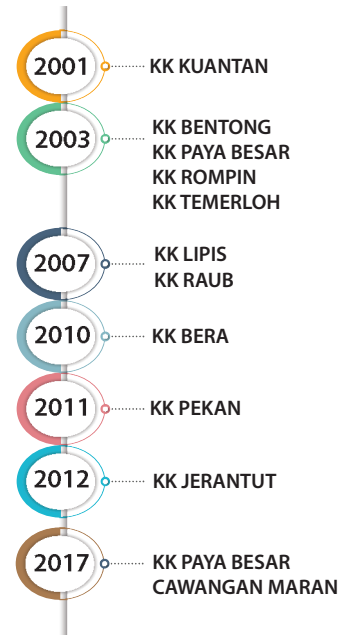 2001
KK KUANTAN
2003
KK BENTONG
KK PAYA BESAR
KK ROMPIN
KK TEMERLOH
2007
KK LIPIS
KK RAUB
2010
KK BERA
2011
KK PEKAN
2012
KK JERANTUT
2017
KK PAYA BESAR
CAWANGAN MARAN